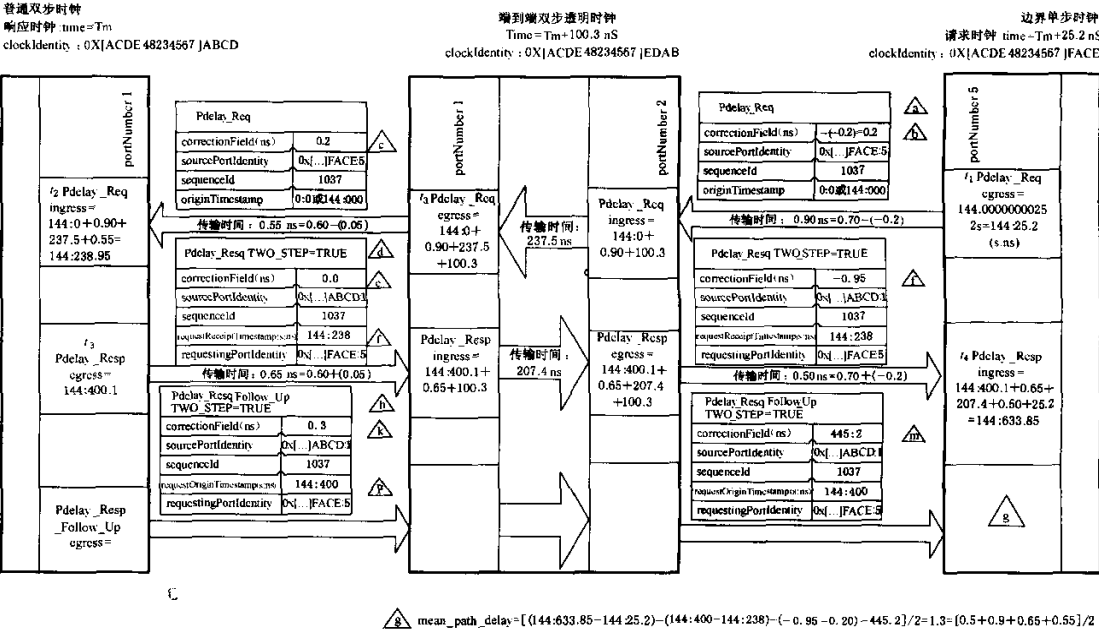 普通双步时钟
响应时钟 :time=Tm
clockIdentity : 0X[ACDE 48234567 ]ABCD
端到端双步透明时钟
Time=Tm+100.3 nS
clockdentity : 0X[ACDE 48234567 ]EDAB
边界单步时钟
请求时钟 time-Tm+25.2 nS
clockIdentity : 0X[ACDE 48234567 ]FACE
portNumber 1
portNumber 1
portNumber 2
portNumber 5
Pdelay_Req
correctionField(ns) 0.2 c
sourcePortIdentity 0x[...]FACE:5
sequenceId 1037
originTimestamp 0:0或144:000
传输时间：0.55 ns=0.60-(0.05)
Pdelay_Req a
correctionField(ns) -(-0.2)=0.2 b
sourcePortIdentity 0x[...]FACE:5
sequenceId 1037
originTimestamp 0:0或144:000
传输时间：0.90 ns=0.70-(-0.2)
t2 Pdelay_Req
ingress=
144:0+0.90+
237.5+0.55=
144:238.95
t3 Pdelay_Req
egress=
144:0+
0.90+237.5
+100.3
传输时间:
237.5 ns
Pdelay_Req
ingress=
144:0+
0.90+100.3
t1 Pdelay_Req
egress=
144.0000000025
2s=144:25.2
(s.ns)
Pdelay_Resq TWO_STEP=TRUE d
correctionField(ns) 0.0
sourcePortIdentity 0x[...]ABCD:1
sequenceId 1037
requestReceiptTimestamp(s:ns) 144:238
requestingPortIdentity 0x[...]FACE:5
传输时间：0.65 ns=0.60+(0.05)
Pdelay_Resq TWO_STEP=TRUE
correctionField(ns) -0.95
sourcePortIdentity 0x[...]ABCD:1
sequenceId 1037
requestReceiptTimestamp(s:ns) 144:238
requestingPortIdentity 0x[...]FACE:5
传输时间：0.50ns=0.70+(-0.2)
t3
Pdelay_Resp
egress=
144:400.1
Pdelay_Resp
ingress=
144:400.1+
0.65+100.3
传输时间：
207.4 ns
Pdelay_Resp
egress=
144:400.1+
0.65+207.4
+100.3
t4 Pdelay_Resp
ingress=
144:400.1+0.65+
207.4+0.50+25.2
=144:633.85
Pdelay_Resq Follow_Up
TWO_STEP=TRUE h
correctionField(ns) 0.3 k
sourcePortIdentity 0x[...]ABCD:1
sequenceId 1037
requestOriginTimestamp(s:ns) 144:400 p
requestingPortIdentity 0x[...]FACE:5
Pdelay_Resq Follow_Up
TWO_STEP=TRUE
correctionField(ns) 445:2 m
sourcePortIdentity 0x[...]ABCD:1
sequenceId 1037
requestOriginTimestamp(s:ns) 144:400
requestingPortIdentity 0x[...]FACE:5
Pdelay_Resp
_Follow_Up
egress=
g
g mean_path_delay=[(144:633.85-144:25.2)-(144:400-144:238)-(-0.95-0.20)-445.2]/2=1.3=[0.5+0.9+0.65+0.55]/2